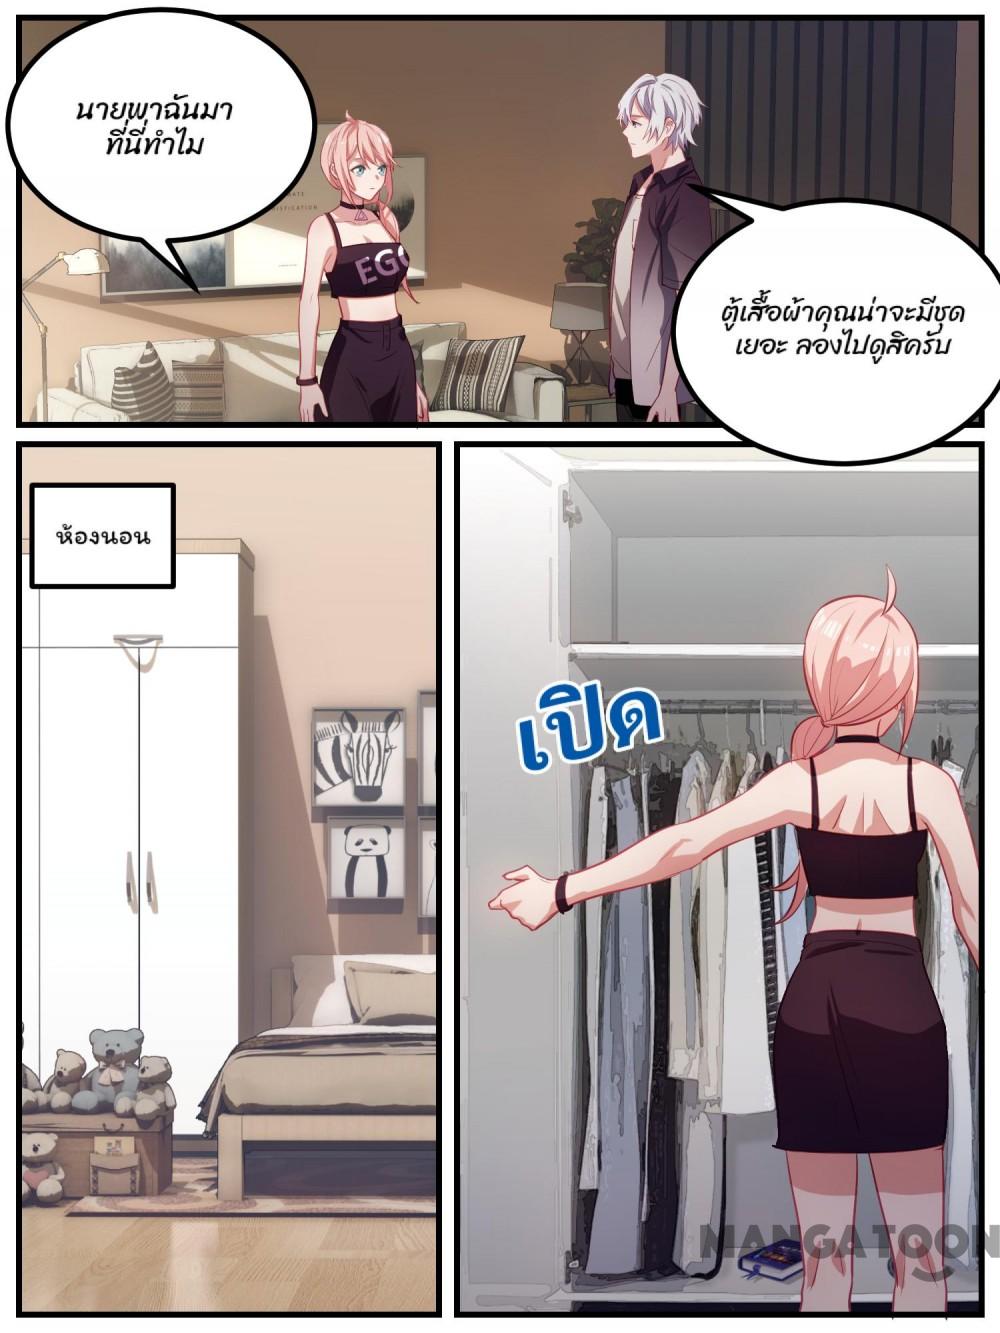 นายพาฉันมา
ที่นี่ทำไม
EGO
ตู้เสื้อผ้าคุณน่าจะมีชุด
เยอะ ลองไปดูสิครับ
ห้องนอน
เปิด
MANGATOON